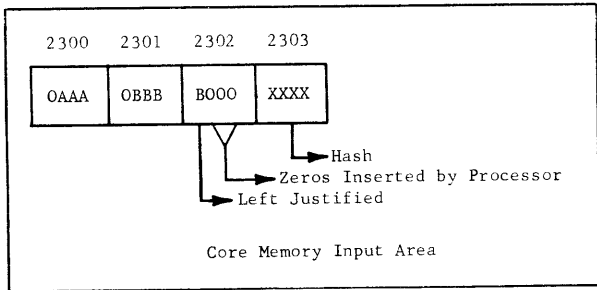 2300 2301 2302 2303
OAAA OBBB BOOO XXXX
Hash
Zeros Inserted by Processor
Left Justified
Core Memory Input Area